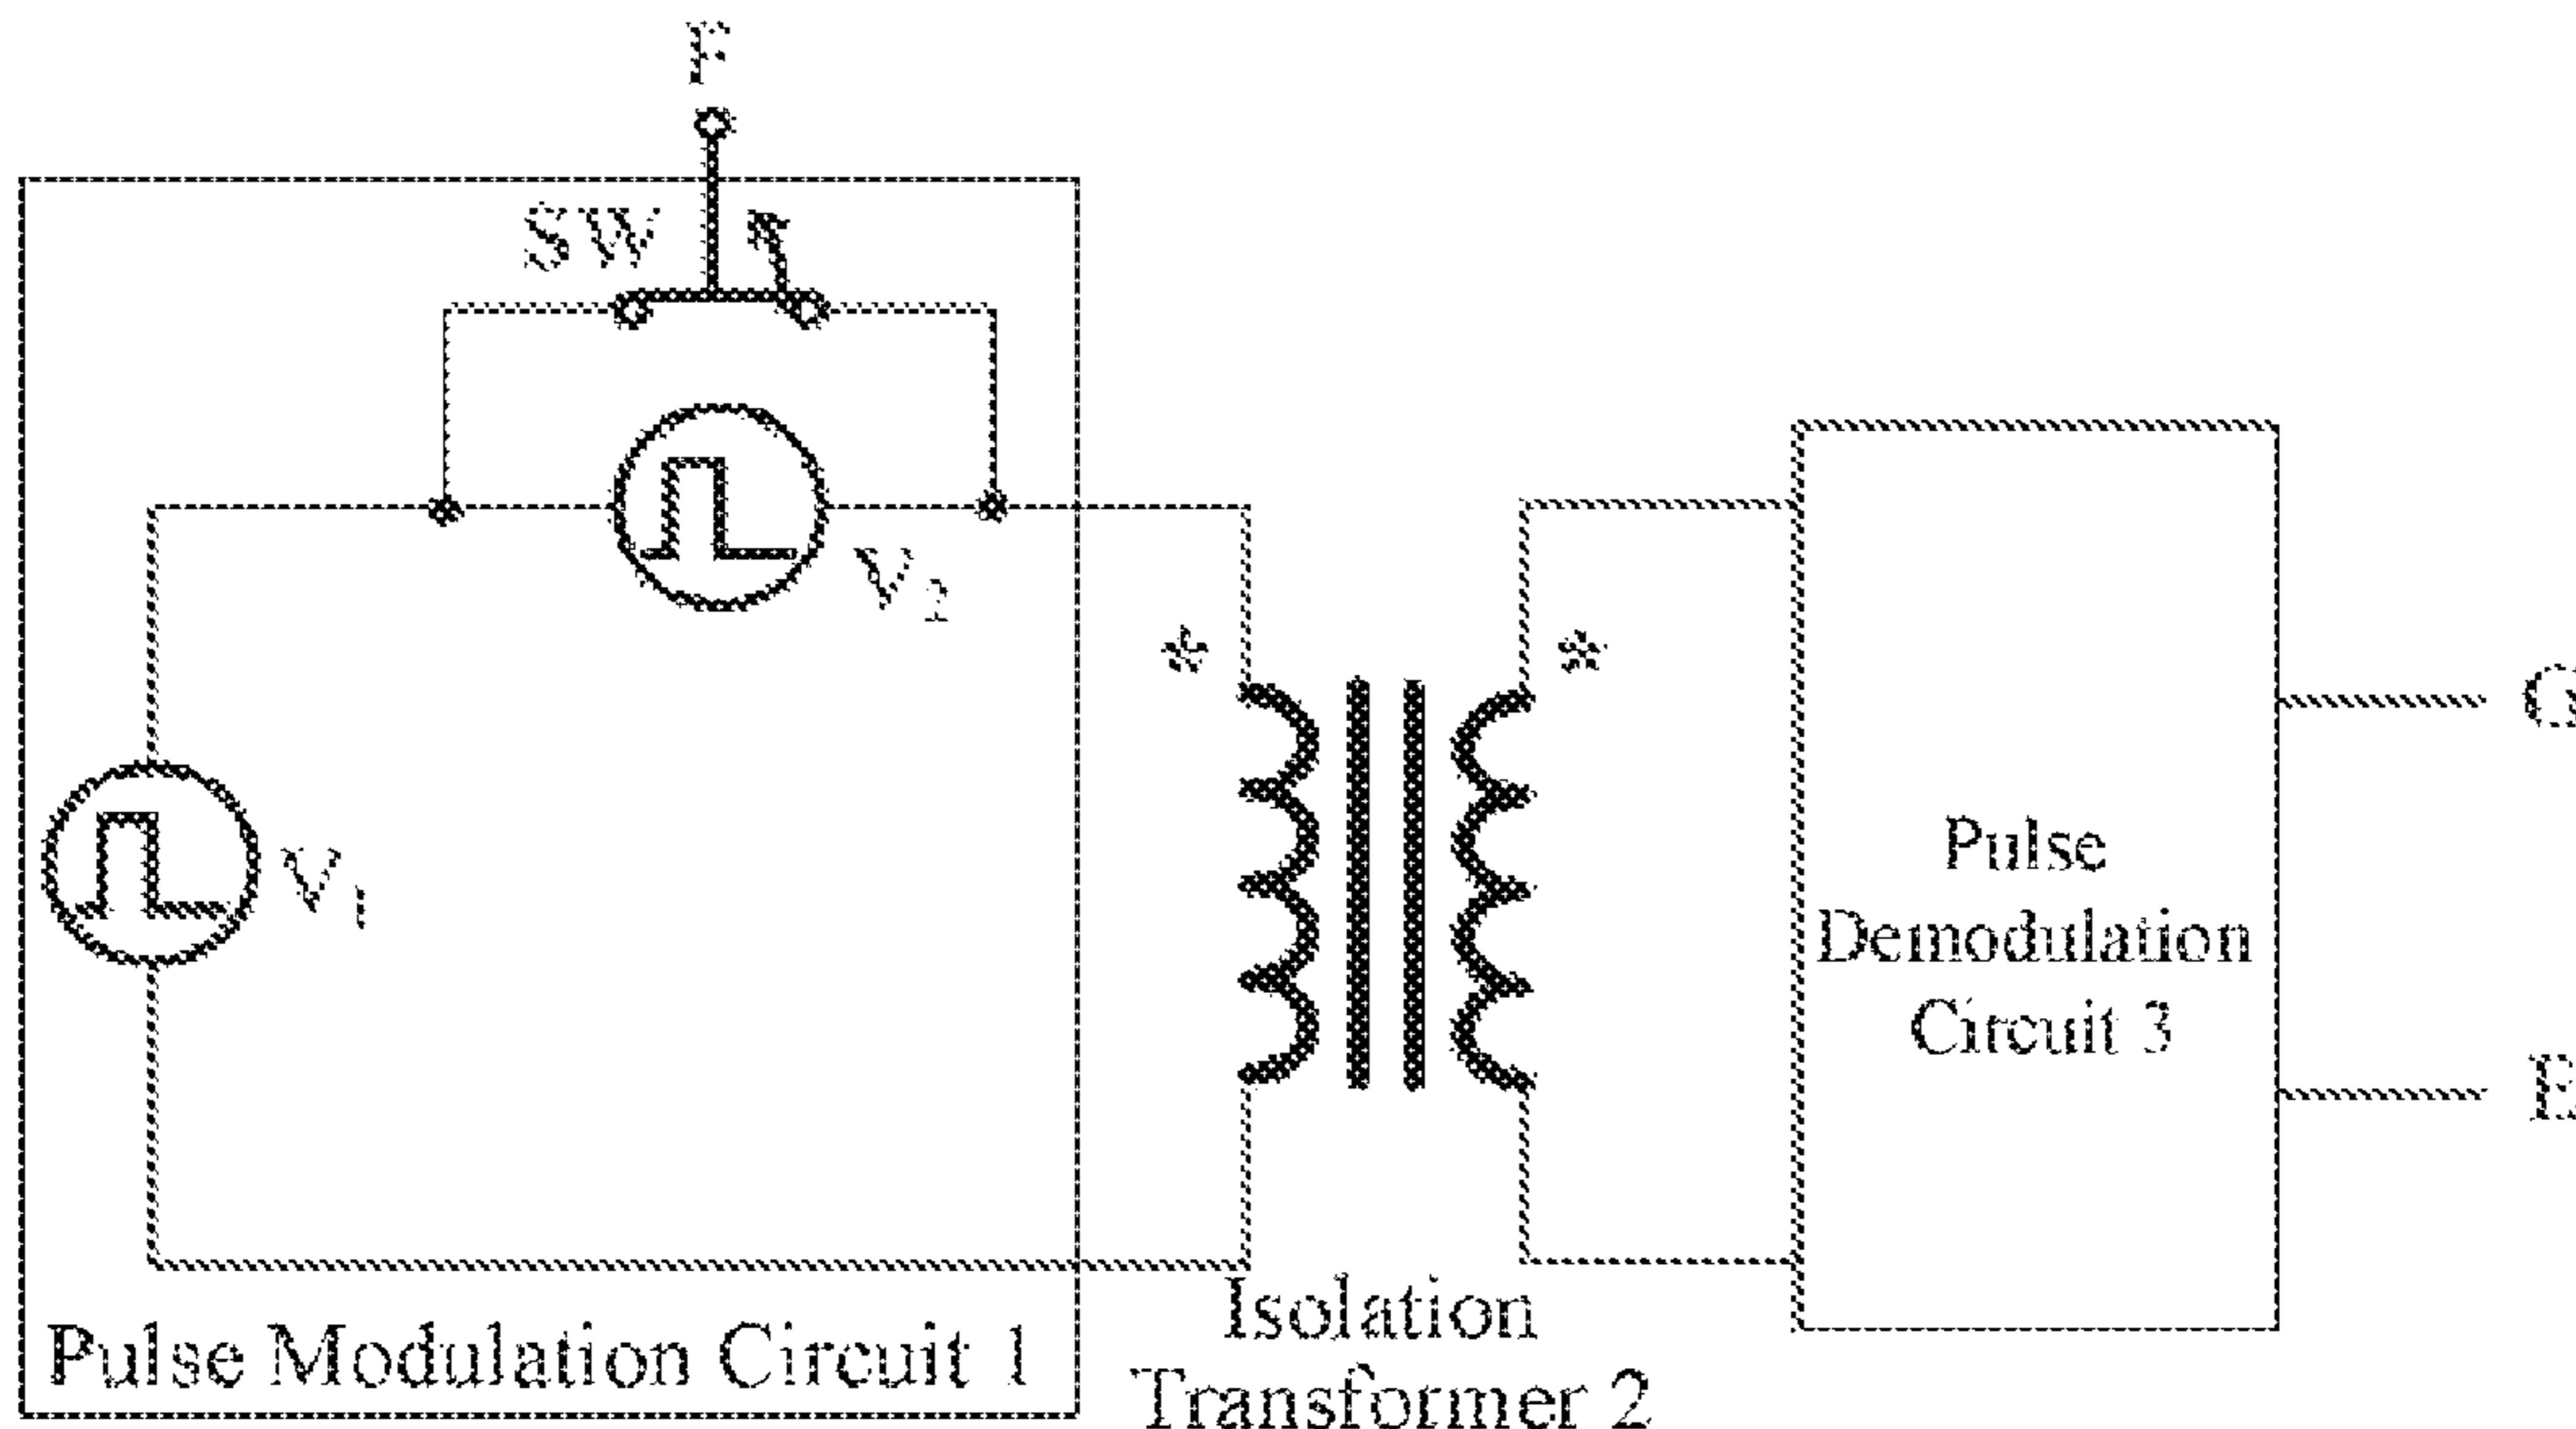 F
SW
V2
V1
*
*
G
Pulse
Demodulation
Circuit 3
E
Isolation
Transformer 2
Pulse Modulation Circuit 1